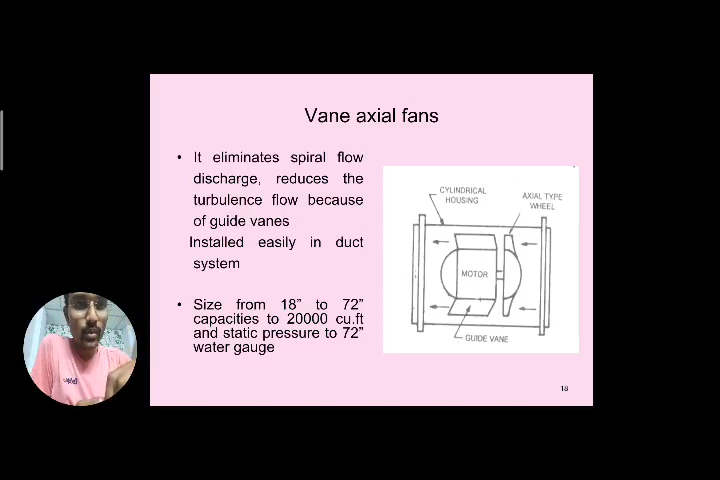 Vane axial fans
• It eliminates spiral flow
discharge, reduces the
turbulence flow because
of guide vanes
Installed easily in duct
system
• Size from 18” to 72”
capacities to 20000 cu.ft
and static pressure to 72”
water gauge
CYLINDRICAL
HOUSING
AXIAL TYPE
WHEEL
MOTOR
GUIDE VANE
18